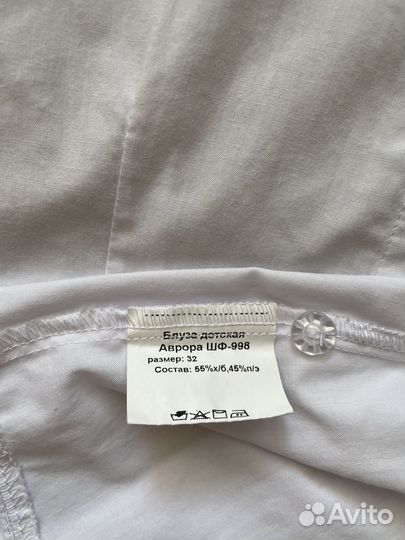 Блуза детская
Аврора ШФ-998
размер: 32
Состав: 55%х/б,45%п/э
Avito